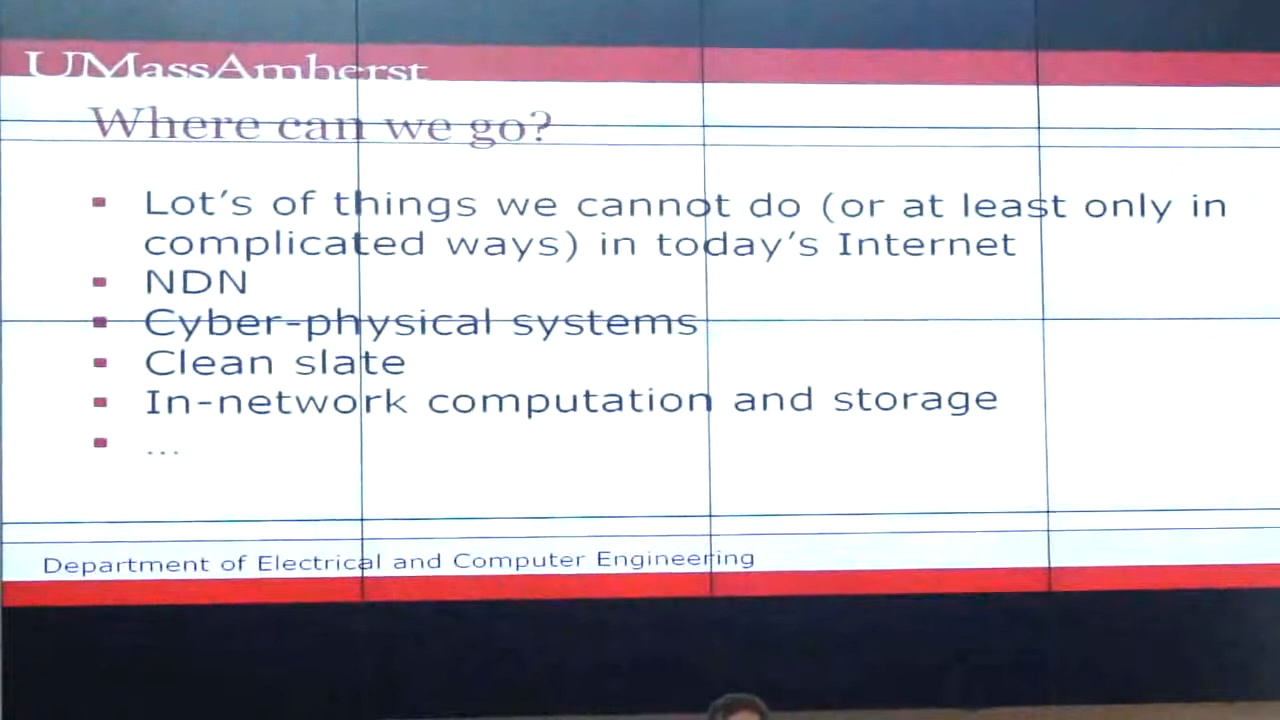 UMassAmherst
Where can we go?
Lot's of things we cannot do (or at least only in
complicated ways) in today's Internet
NDN
Cyber-physical systems
Clean slate
In-network computation and storage
...
Department of Electrical and Computer Engineering